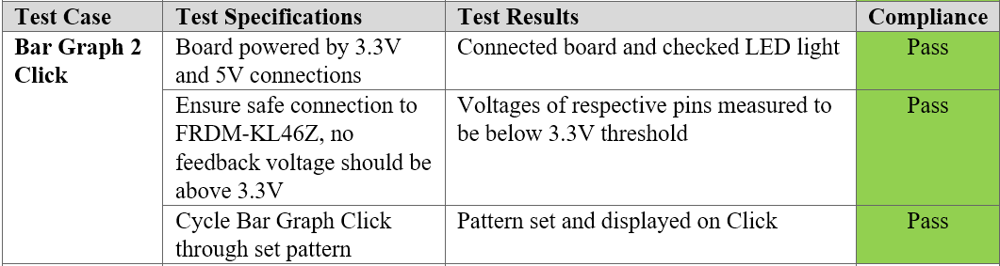 Test Case Test Specifications Test Results Compliance
Bar Graph 2 Click Board powered by 3.3V and 5V connections Connected board and checked LED light Pass
Ensure safe connection to FRDM-KL46Z, no feedback voltage should be above 3.3V Voltages of respective pins measured to be below 3.3V threshold Pass
Cycle Bar Graph Click through set pattern Pattern set and displayed on Click Pass